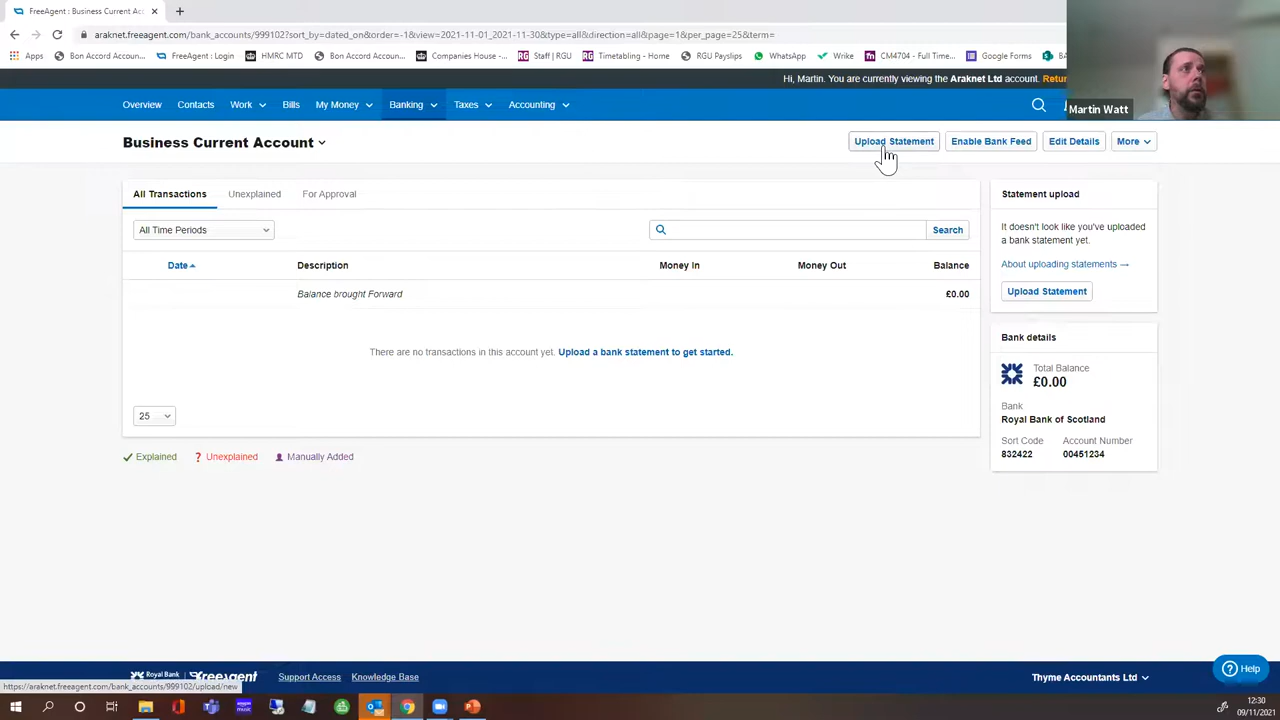 FreeAgent : Business Current Acc
araknet.freeagent.com/bank_accounts/999102?sort_by=dated_on&order=-1&view=2021-11-01_2021-11-30&type=all&direction=all&page=1&per_page=25&term=
Apps Bon Accord Accoun... FreeAgent : Login HMRC MTD Bon Accord Accoun... Companies House -... Staff | RGU Timetabling - Home RGU Payslips WhatsApp Wrike CM4704 - Full Time... Google Forms BA
Hi, Martin. You are currently viewing the Araknet Ltd account.
Martin Watt
Overview Contacts Work Bills My Money Banking Taxes Accounting
Business Current Account
Upload Statement Enable Bank Feed Edit Details More
All Transactions Unexplained For Approval
All Time Periods
Search
Date Description Money In Money Out Balance
Balance brought Forward £0.00
There are no transactions in this account yet. Upload a bank statement to get started.
25
Explained ? Unexplained Manually Added
Statement upload
It doesn't look like you've uploaded
a bank statement yet.
About uploading statements →
Upload Statement
Bank details
Total Balance
£0.00
Bank
Royal Bank of Scotland
Sort Code Account Number
832422 00451234
Help
Royal Bank freeagent Support Access Knowledge Base Thyme Accountants Ltd
https://araknet.freeagent.com/bank_accounts/999102/upload/new
12:30
09/11/2021